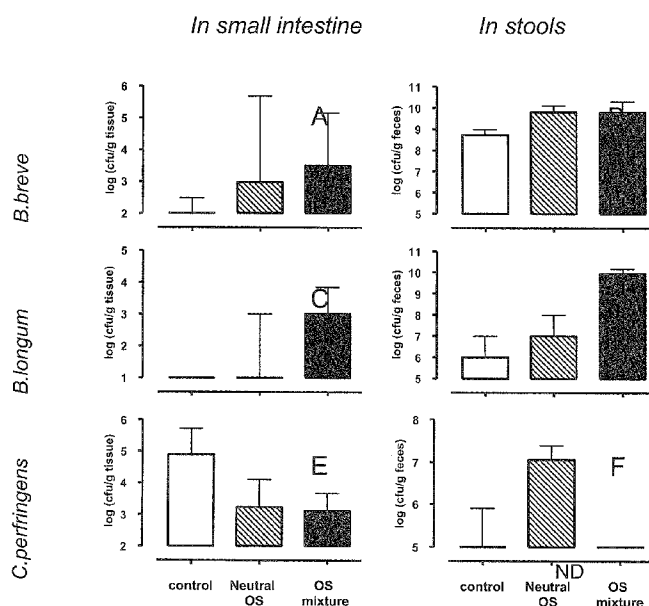 In small intestine
In stools
B.breve
log (cfu/g tissue)
6
5
4
3
2
A
log (cfu/g feces)
11
10
9
8
7
6
5
B.longum
log (cfu/g tissue)
5
4
3
2
1
C
log (cfu/g feces)
10
9
8
7
6
5
C.perfringens
log (cfu/g tissue)
6
5
4
3
2
E
log (cfu/g feces)
8
7
6
5
F
ND
control
Neutral
OS
OS
mixture
control
Neutral
OS
OS
mixture